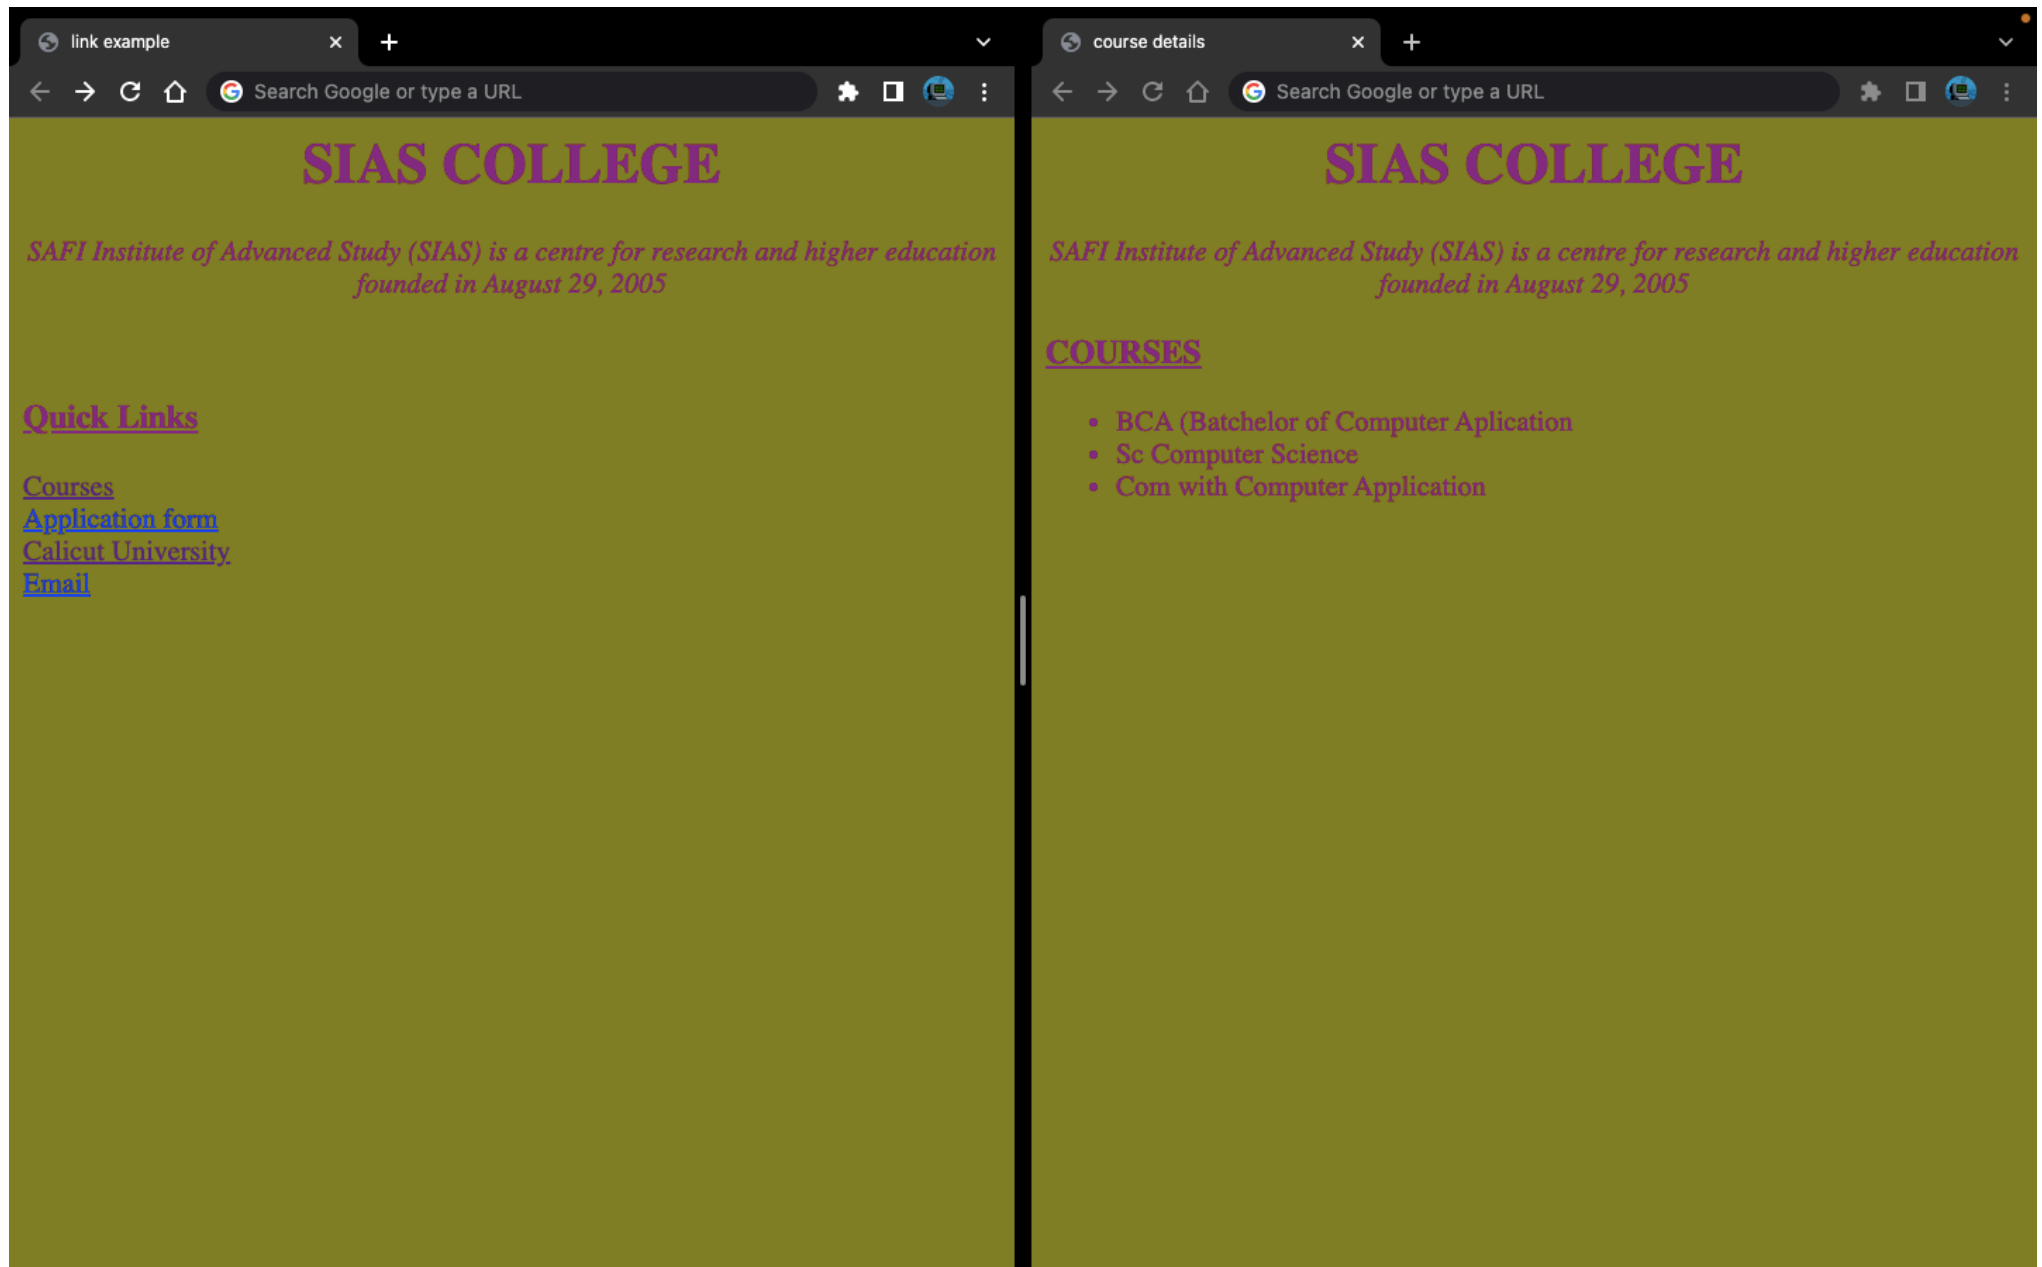 link example
Search Google or type a URL
SIAS COLLEGE
SAFI Institute of Advanced Study (SIAS) is a centre for research and higher education
founded in August 29, 2005
Quick Links
Courses
Application form
Calicut University
Email
course details
Search Google or type a URL
SIAS COLLEGE
SAFI Institute of Advanced Study (SIAS) is a centre for research and higher education
founded in August 29, 2005
COURSES
BCA (Batchelor of Computer Aplication
Sc Computer Science
Com with Computer Application